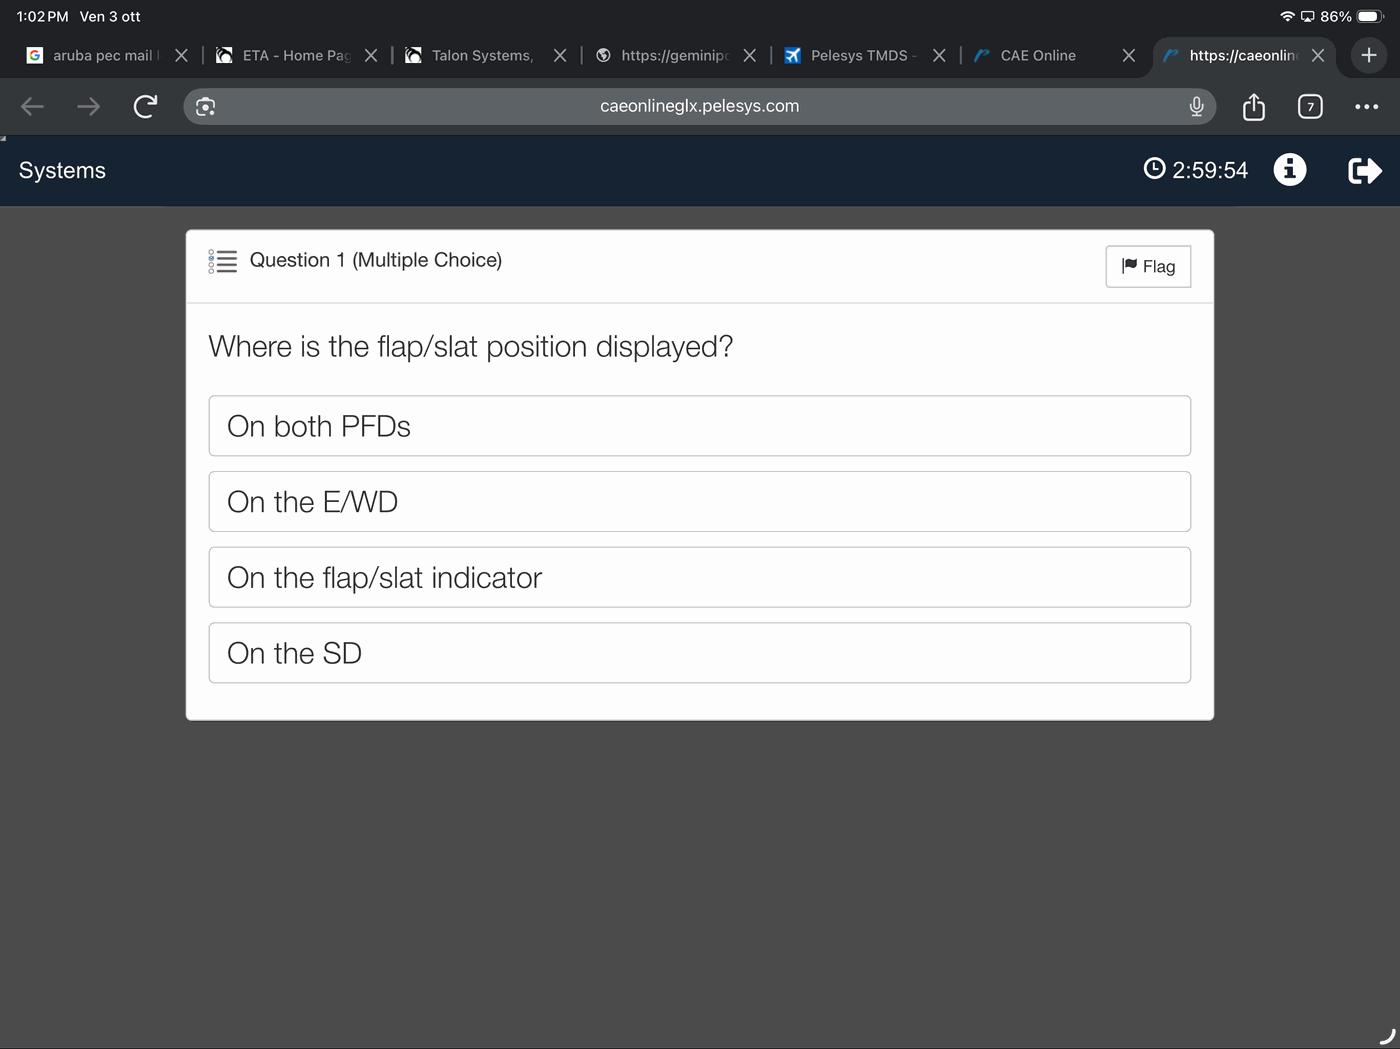 1:02 PM Ven 3 ott
86%
aruba pec mail
ETA - Home Pag
Talon Systems,
https://geminipo
Pelesys TMDS -
CAE Online
https://caeonline
caeonlineglx.pelesys.com
7
Systems
2:59:54
Question 1 (Multiple Choice)
Flag
Where is the flap/slat position displayed?
On both PFDs
On the E/WD
On the flap/slat indicator
On the SD